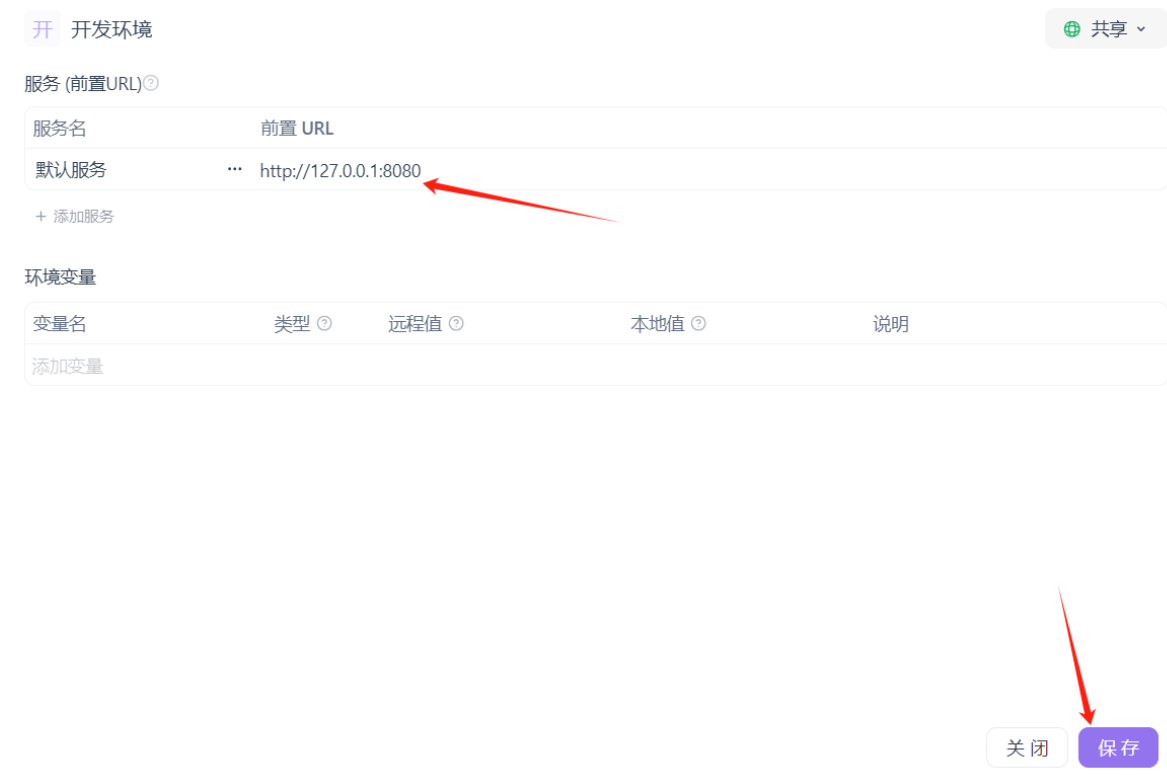 开 开发环境
共享
服务 (前置URL)
服务名 前置 URL
默认服务 ··· http://127.0.0.1:8080
+ 添加服务
环境变量
变量名 类型 远程值 本地值 说明
添加变量
关 闭 保 存